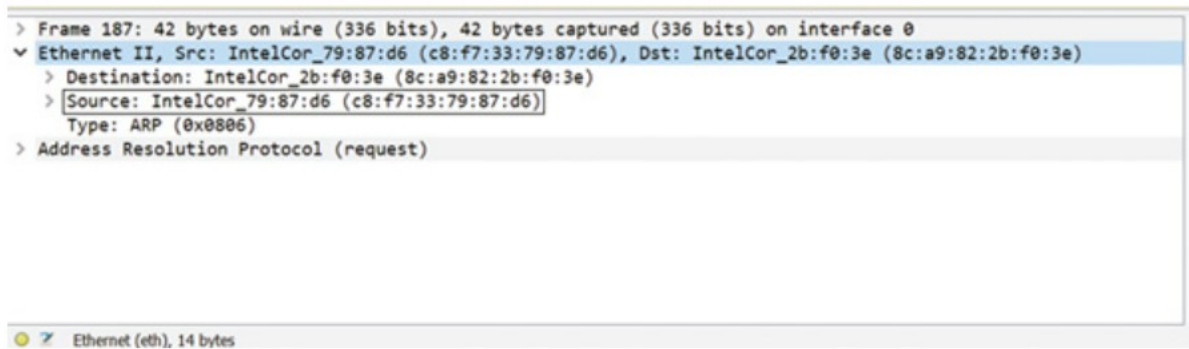 > Frame 187: 42 bytes on wire (336 bits), 42 bytes captured (336 bits) on interface 0
Ethernet II, Src: IntelCor_79:87:d6 (c8:f7:33:79:87:d6), Dst: IntelCor_2b:f0:3e (8c:a9:82:2b:f0:3e)
> Destination: IntelCor_2b:f0:3e (8c:a9:82:2b:f0:3e)
> Source: IntelCor_79:87:d6 (c8:f7:33:79:87:d6)
Type: ARP (0x0806)
> Address Resolution Protocol (request)
Ethernet (eth), 14 bytes